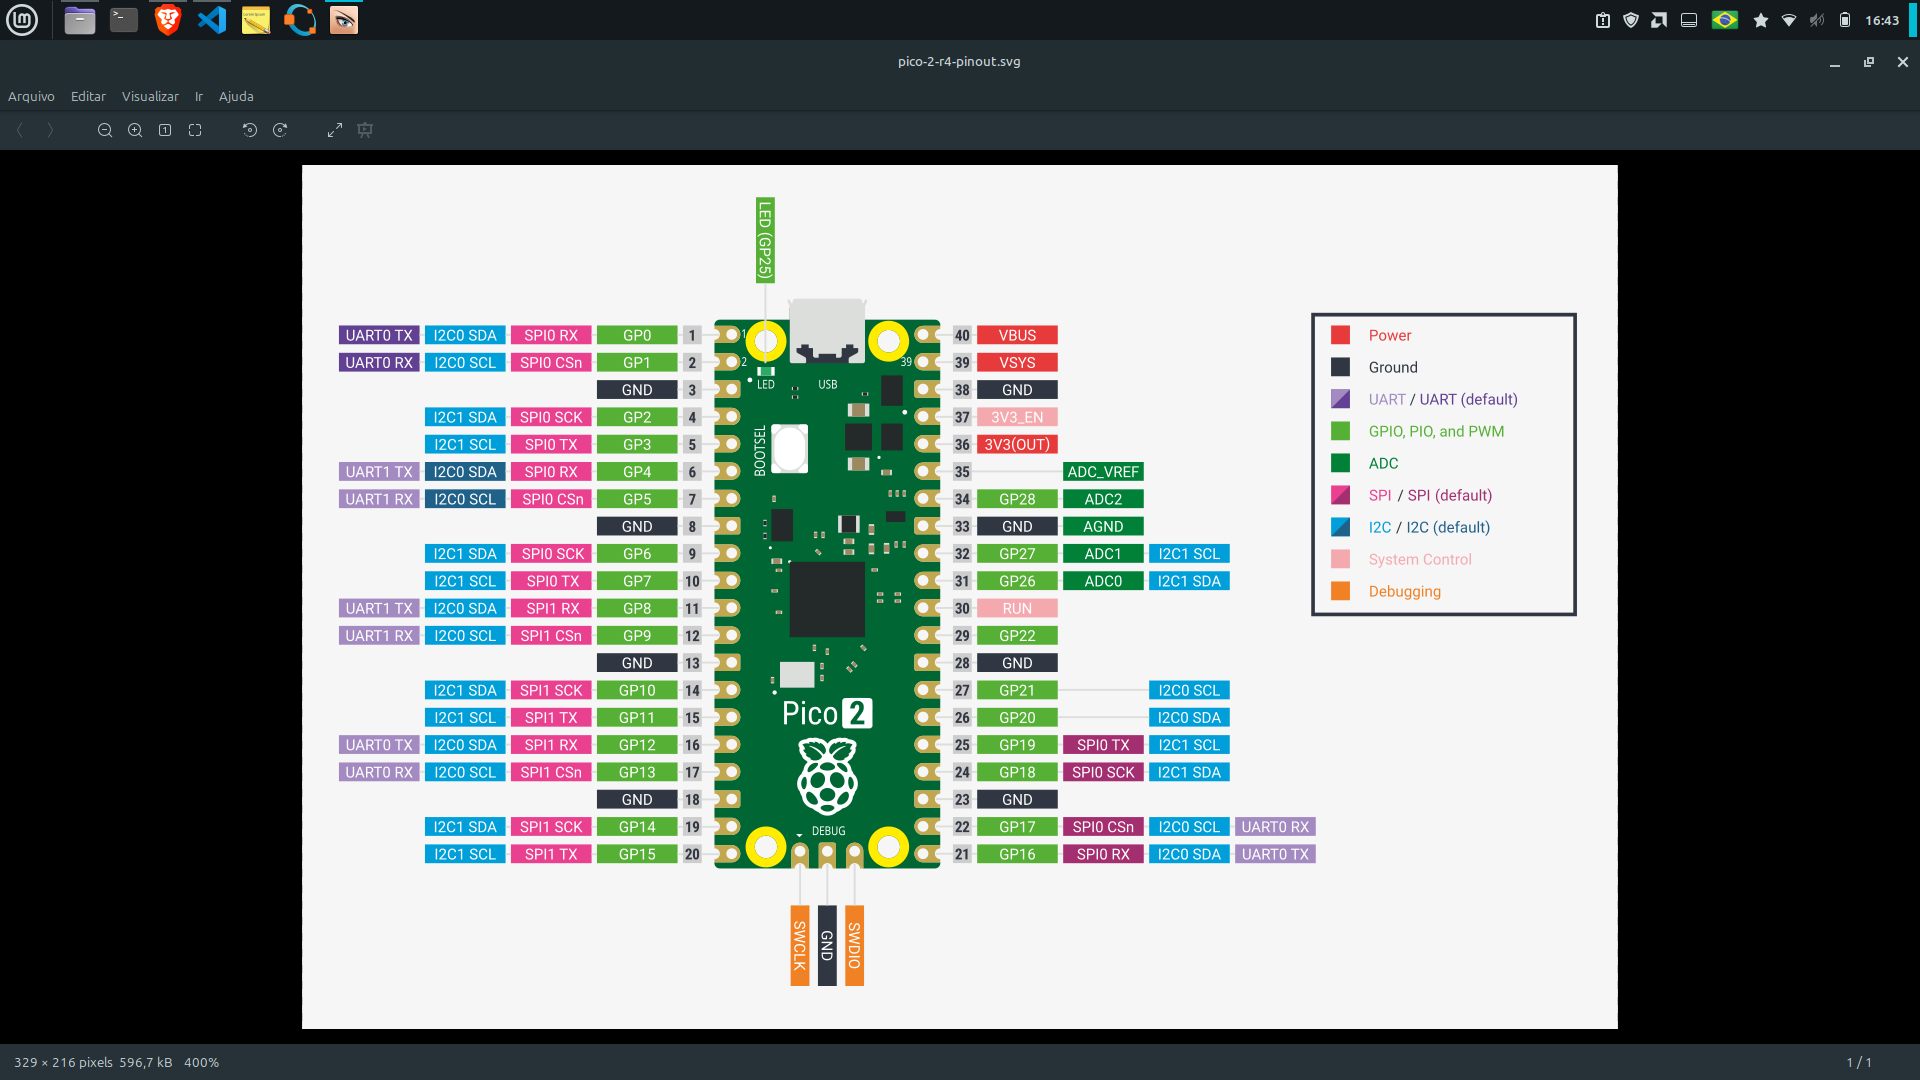 16:43
pico-2-r4-pinout.svg
Arquivo Editar Visualizar Ir Ajuda
LED (GP25)
UART0 TX I2C0 SDA SPI0 RX GP0 1 1 40 VBUS
UART0 RX I2C0 SCL SPI0 CSn GP1 2 2 39 39 VSYS
LED USB
GND 3 38 GND
I2C1 SDA SPI0 SCK GP2 4 37 3V3_EN
I2C1 SCL SPI0 TX GP3 5 BOOTSEL 36 3V3(OUT)
UART1 TX I2C0 SDA SPI0 RX GP4 6 35 ADC_VREF
UART1 RX I2C0 SCL SPI0 CSn GP5 7 34 GP28 ADC2
GND 8 33 GND AGND
I2C1 SDA SPI0 SCK GP6 9 32 GP27 ADC1 I2C1 SCL
I2C1 SCL SPI0 TX GP7 10 31 GP26 ADC0 I2C1 SDA
UART1 TX I2C0 SDA SPI1 RX GP8 11 30 RUN
UART1 RX I2C0 SCL SPI1 CSn GP9 12 29 GP22
GND 13 28 GND
I2C1 SDA SPI1 SCK GP10 14 27 GP21 I2C0 SCL
I2C1 SCL SPI1 TX GP11 15 Pico 2 26 GP20 I2C0 SDA
UART0 TX I2C0 SDA SPI1 RX GP12 16 25 GP19 SPI0 TX I2C1 SCL
UART0 RX I2C0 SCL SPI1 CSn GP13 17 24 GP18 SPI0 SCK I2C1 SDA
GND 18 23 GND
I2C1 SDA SPI1 SCK GP14 19 DEBUG 22 GP17 SPI0 CSn I2C0 SCL UART0 RX
I2C1 SCL SPI1 TX GP15 20 21 GP16 SPI0 RX I2C0 SDA UART0 TX
SWCLK GND SWDIO
Power
Ground
UART / UART (default)
GPIO, PIO, and PWM
ADC
SPI / SPI (default)
I2C / I2C (default)
System Control
Debugging
329 × 216 pixels 596,7 kB 400%
1 / 1